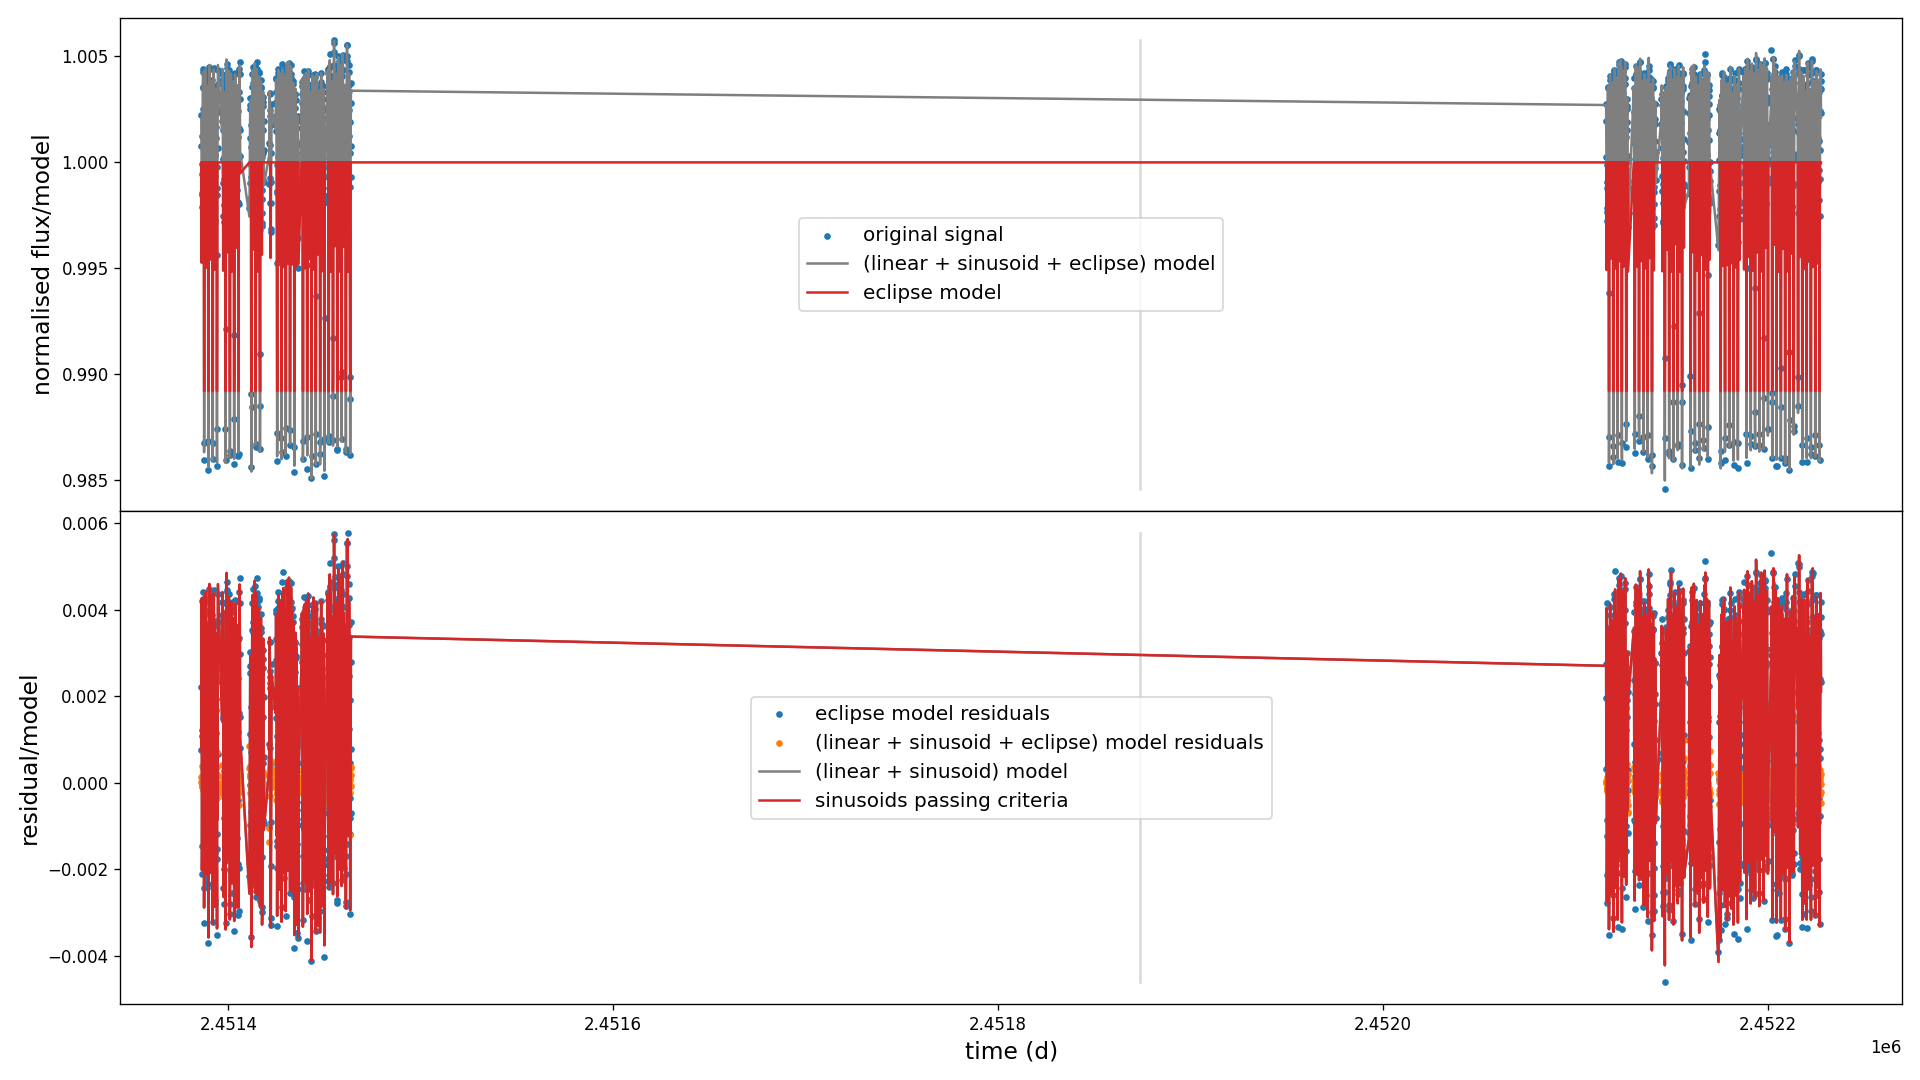 normalised flux/model
1.005
1.000
0.995
0.990
0.985
original signal
(linear + sinusoid + eclipse) model
eclipse model
residual/model
0.006
0.004
0.002
0.000
−0.002
−0.004
eclipse model residuals
(linear + sinusoid + eclipse) model residuals
(linear + sinusoid) model
sinusoids passing criteria
2.4514
2.4516
2.4518
2.4520
2.4522
time (d)
1e6